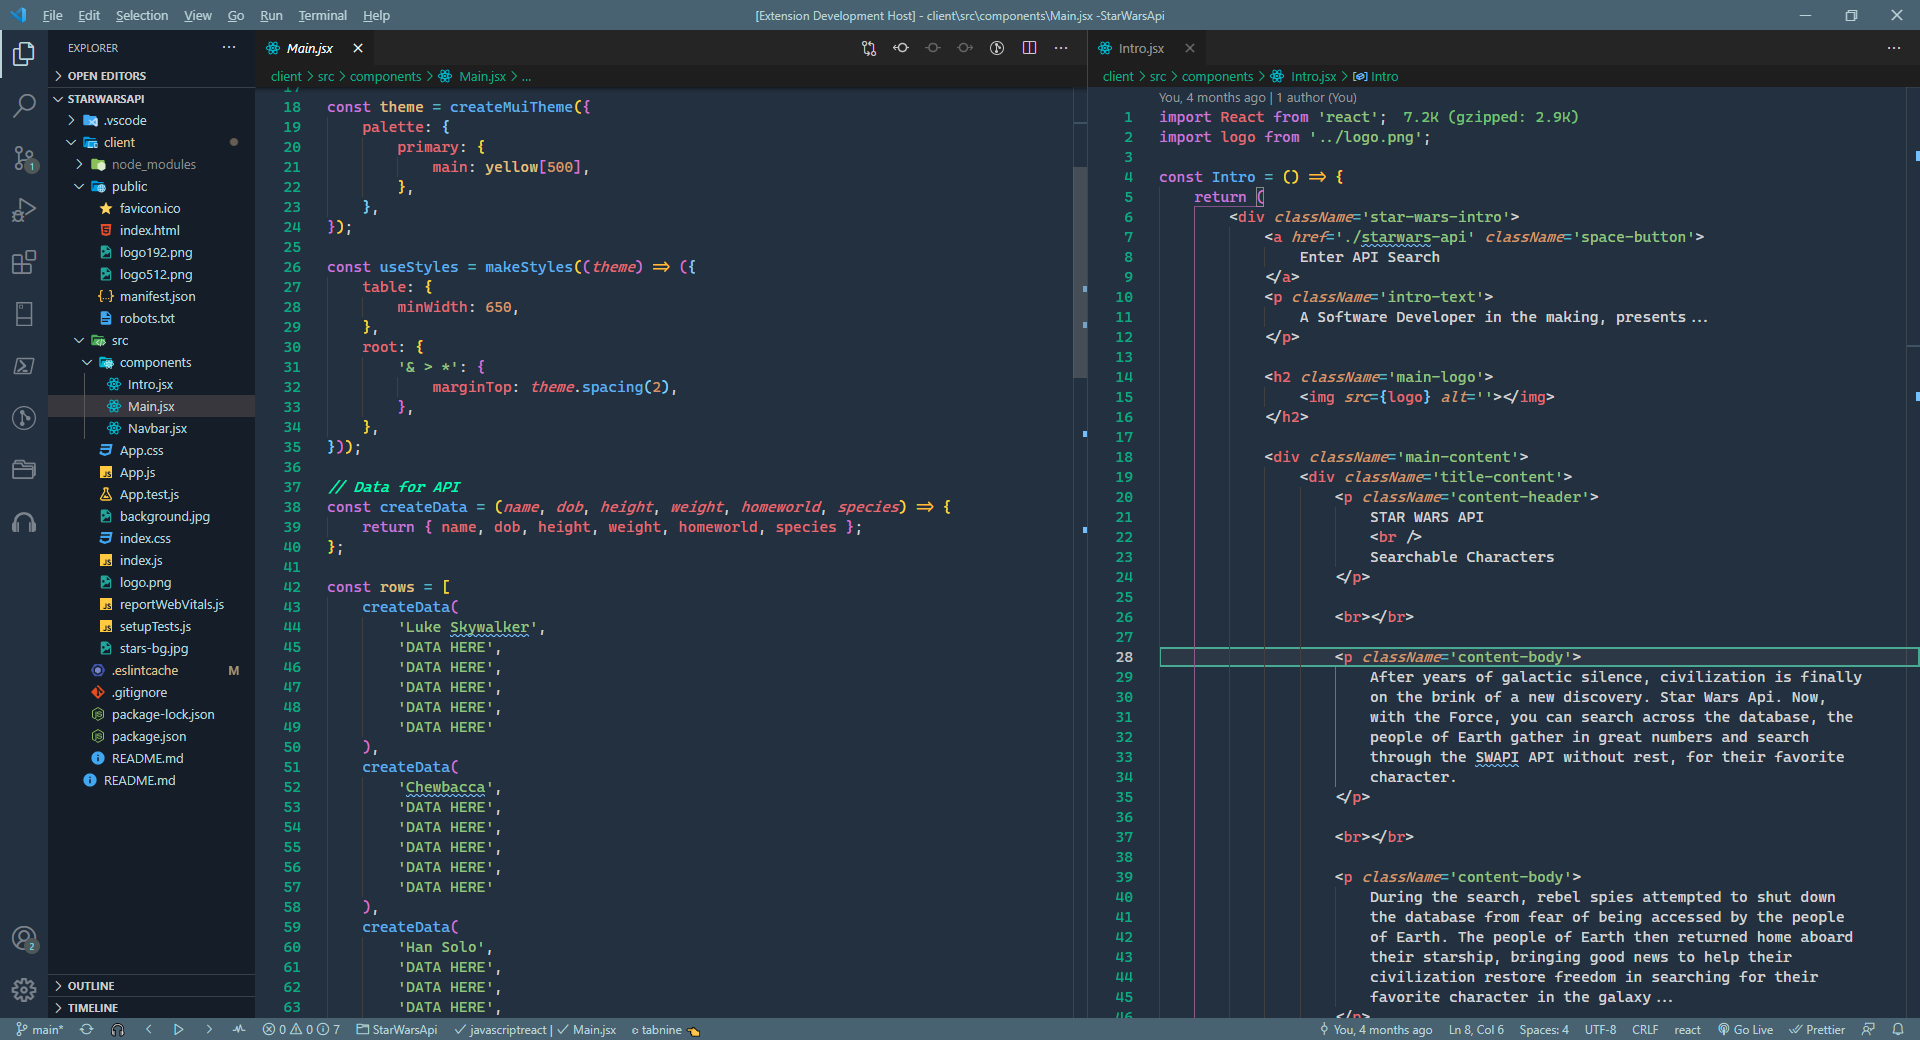 File Edit Selection View Go Run Terminal Help
[Extension Development Host] - client\src\components\Main.jsx -StarWarsApi
EXPLORER
OPEN EDITORS
STARWARSAPI
.vscode
client
node_modules
public
favicon.ico
index.html
logo192.png
logo512.png
manifest.json
robots.txt
src
components
Intro.jsx
Main.jsx
Navbar.jsx
App.css
App.js
App.test.js
background.jpg
index.css
index.js
logo.png
reportWebVitals.js
setupTests.js
stars-bg.jpg
.eslintcache M
.gitignore
package-lock.json
package.json
README.md
README.md
OUTLINE
TIMELINE
1
2
Main.jsx
client > src > components > Main.jsx > ...
17
18 const theme = createMuiTheme({
19 palette: {
20 primary: {
21 main: yellow[500],
22 },
23 },
24 });
25
26 const useStyles = makeStyles((theme) => ({
27 table: {
28 minWidth: 650,
29 },
30 root: {
31 '& > *': {
32 marginTop: theme.spacing(2),
33 },
34 },
35 }));
36
37 // Data for API
38 const createData = (name, dob, height, weight, homeworld, species) => {
39 return { name, dob, height, weight, homeworld, species };
40 };
41
42 const rows = [
43 createData(
44 'Luke Skywalker',
45 'DATA HERE',
46 'DATA HERE',
47 'DATA HERE',
48 'DATA HERE',
49 'DATA HERE'
50 ),
51 createData(
52 'Chewbacca',
53 'DATA HERE',
54 'DATA HERE',
55 'DATA HERE',
56 'DATA HERE',
57 'DATA HERE'
58 ),
59 createData(
60 'Han Solo',
61 'DATA HERE',
62 'DATA HERE',
63 'DATA HERE',
Intro.jsx
client > src > components > Intro.jsx > Intro
You, 4 months ago | 1 author (You)
1 import React from 'react'; 7.2K (gzipped: 2.9K)
2 import logo from '../logo.png';
3
4 const Intro = () => {
5 return (
6 <div className='star-wars-intro'>
7 <a href='./starwars-api' className='space-button'>
8 Enter API Search
9 </a>
10 <p className='intro-text'>
11 A Software Developer in the making, presents...
12 </p>
13
14 <h2 className='main-logo'>
15 <img src={logo} alt=''></img>
16 </h2>
17
18 <div className='main-content'>
19 <div className='title-content'>
20 <p className='content-header'>
21 STAR WARS API
22 <br />
23 Searchable Characters
24 </p>
25
26 <br></br>
27
28 <p className='content-body'>
29 After years of galactic silence, civilization is finally
30 on the brink of a new discovery. Star Wars Api. Now,
31 with the Force, you can search across the database, the
32 people of Earth gather in great numbers and search
33 through the SWAPI API without rest, for their favorite
34 character.
35 </p>
36
37 <br></br>
38
39 <p className='content-body'>
40 During the search, rebel spies attempted to shut down
41 the database from fear of being accessed by the people
42 of Earth. The people of Earth then returned home aboard
43 their starship, bringing good news to help their
44 civilization restore freedom in searching for their
45 favorite character in the galaxy...
46 </p>
main* 0 0 7 StarWarsApi javascriptreact | Main.jsx tabnine You, 4 months ago Ln 8, Col 6 Spaces: 4 UTF-8 CRLF react Go Live Prettier